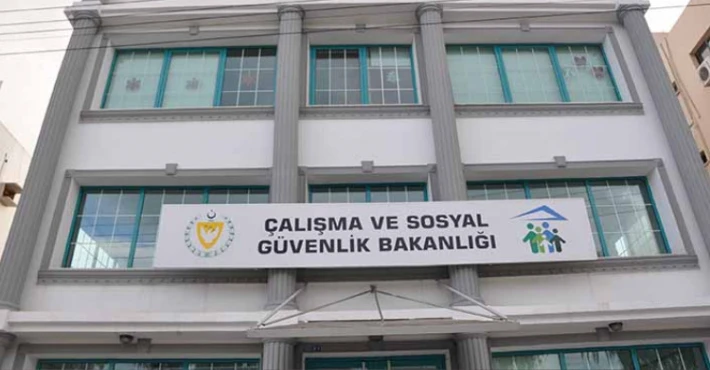 ÇALIŞMA VE SOSYAL
GÜVENLİK BAKANLIĞI